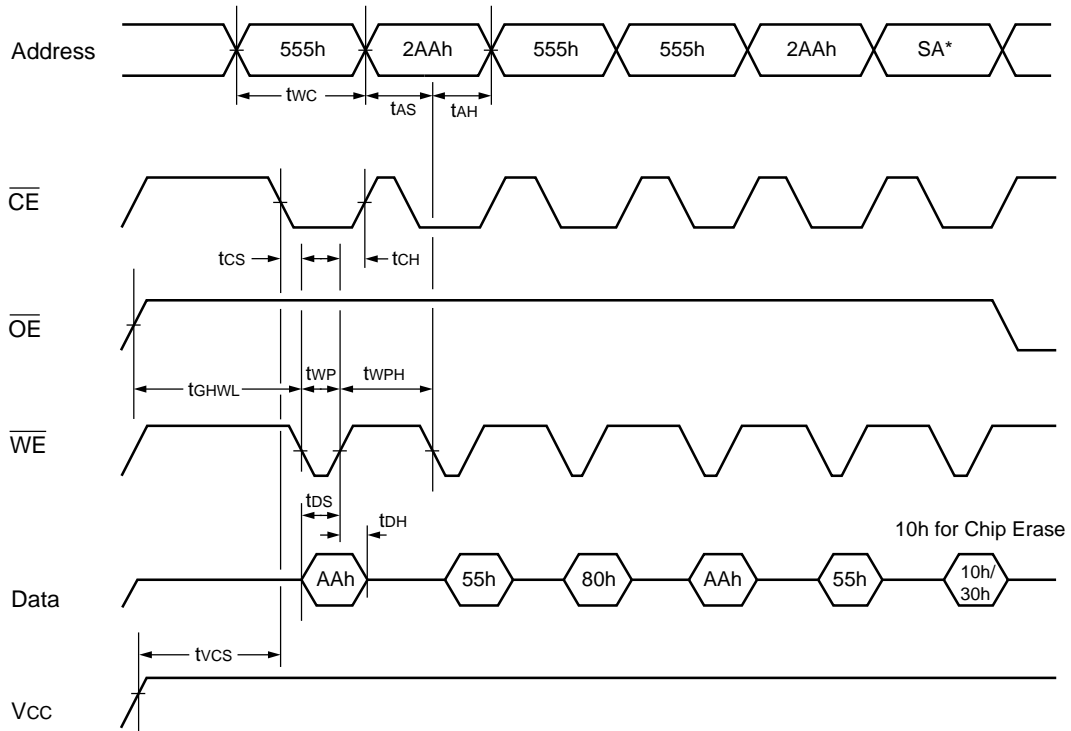 Address 555h 2AAh 555h 555h 2AAh SA*
tWC tAS tAH
CE
tCS tCH
OE
tGHWL tWP tWPH
WE
tDS
tDH
10h for Chip Erase
Data AAh 55h 80h AAh 55h 10h/
30h
tVCS
VCC